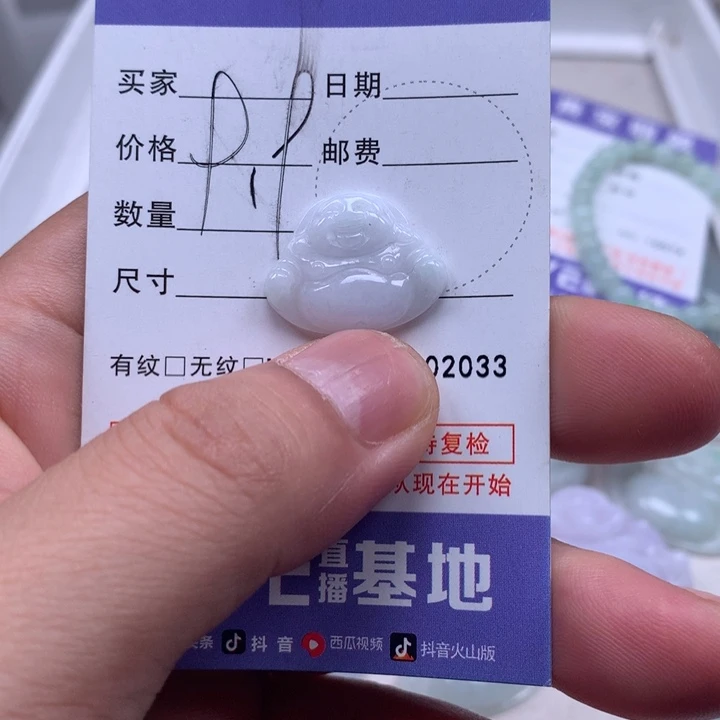 买家 日期
价格 邮费
数量
尺寸
有纹□无纹□ 02033
复检
现在开始
直播基地
头条 抖音 西瓜视频 抖音火山版